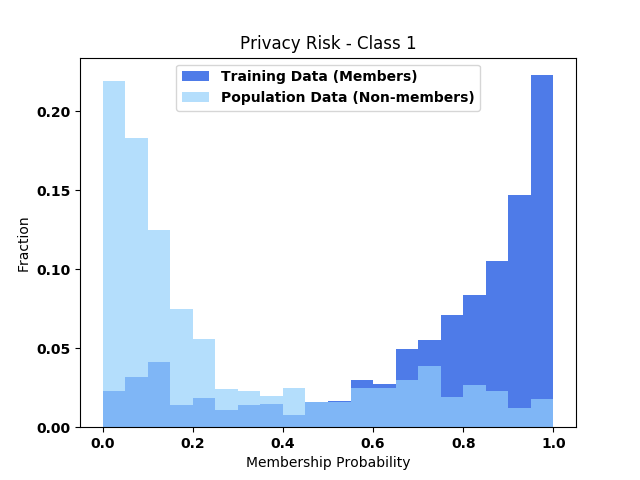 Privacy Risk - Class 1
Training Data (Members)
Population Data (Non-members)
Fraction
0.20
0.15
0.10
0.05
0.00
0.0 0.2 0.4 0.6 0.8 1.0
Membership Probability